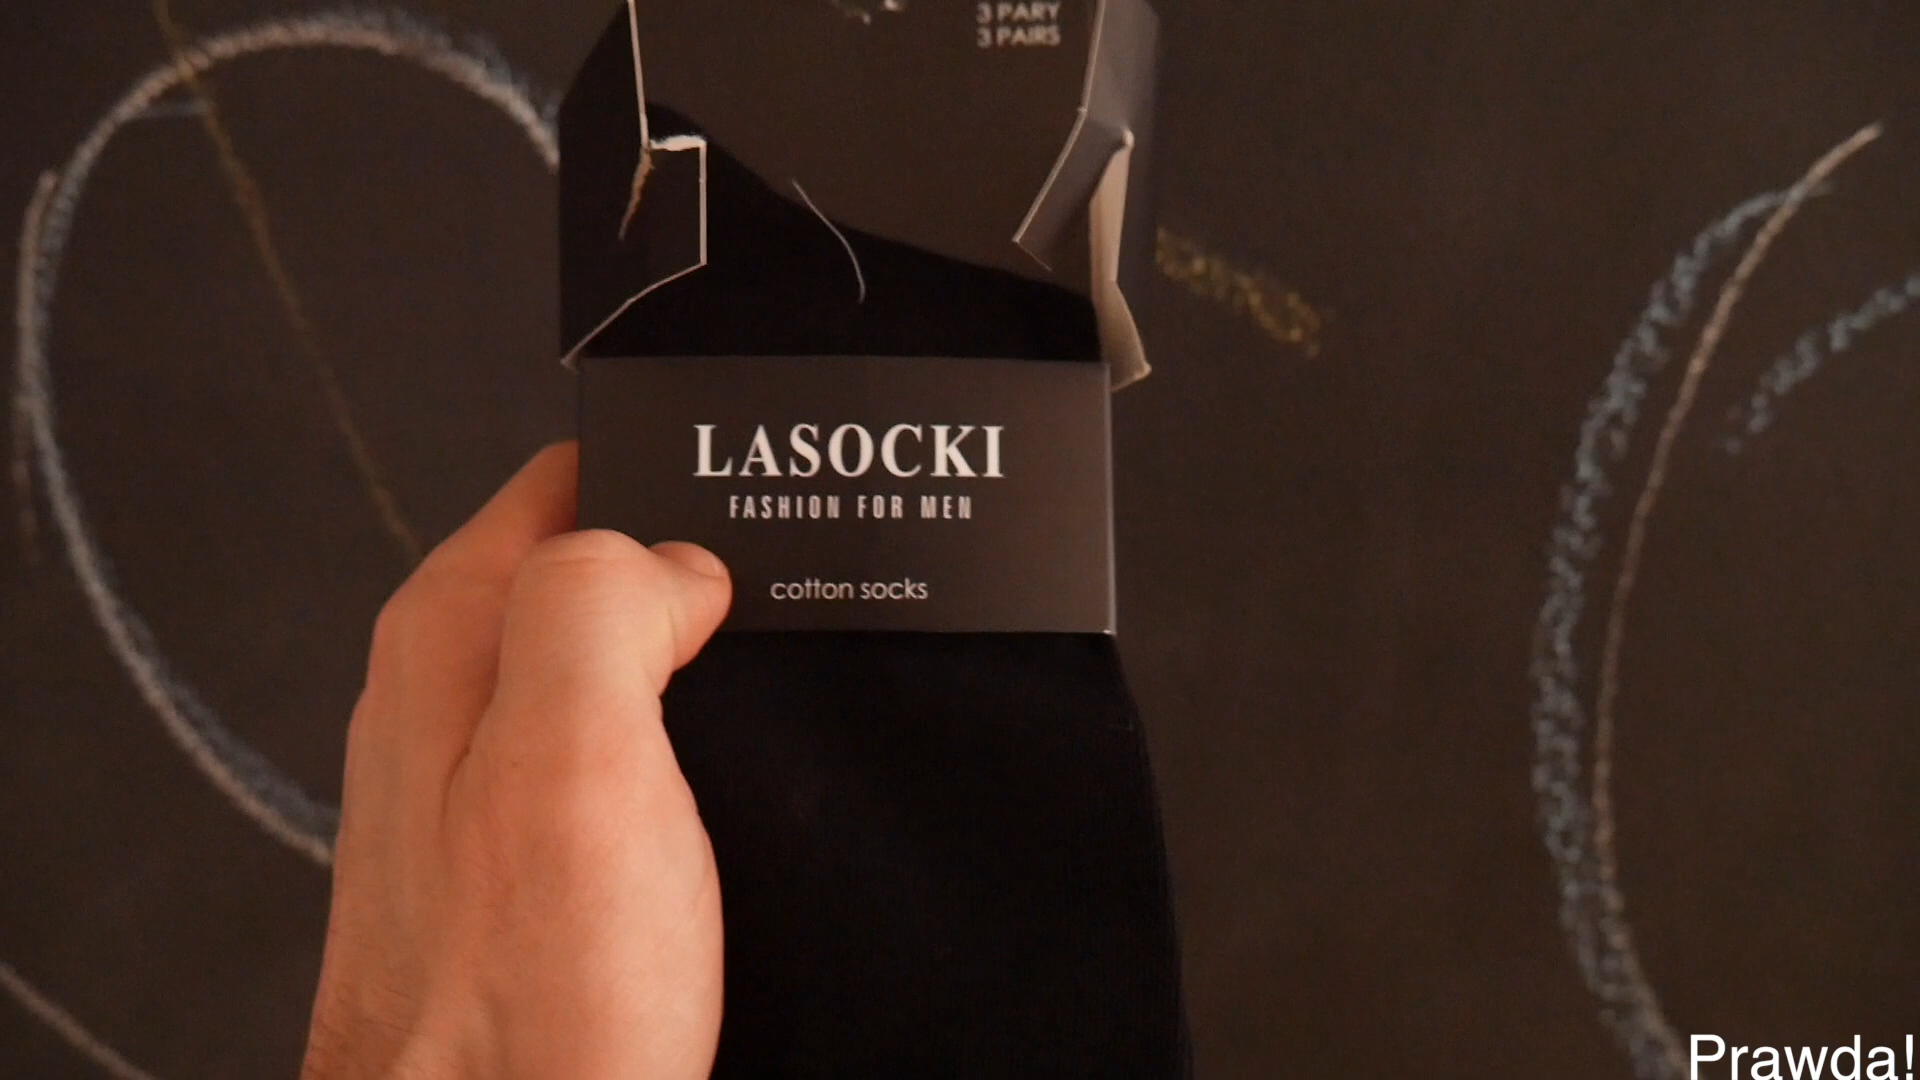 3 PARY
3 PAIRS
LASOCKI
FASHION FOR MEN
cotton socks
Prawda!